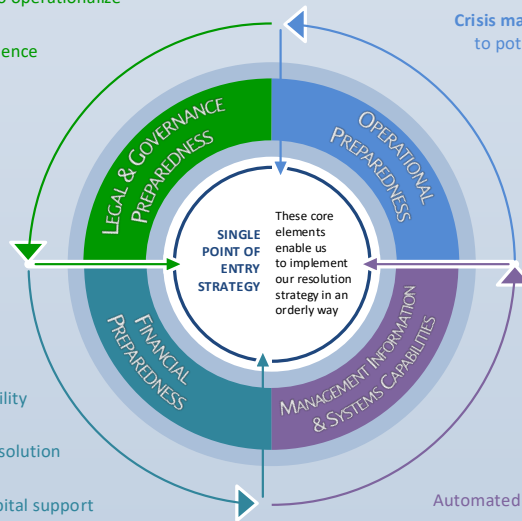 o operationalize
Crisis ma
ence
to pot
LEGAL & GOVERNANCE
PREPAREDNESS
OPERATIONAL
PREPAREDNESS
SINGLE
POINT OF
ENTRY
STRATEGY
These core
elements
enable us
to implement
our resolution
strategy in an
orderly way
FINANCIAL
PREPAREDNESS
MANAGEMENT INFORMATION
& SYSTEMS CAPABILITIES
ility
solution
pital support
Automated